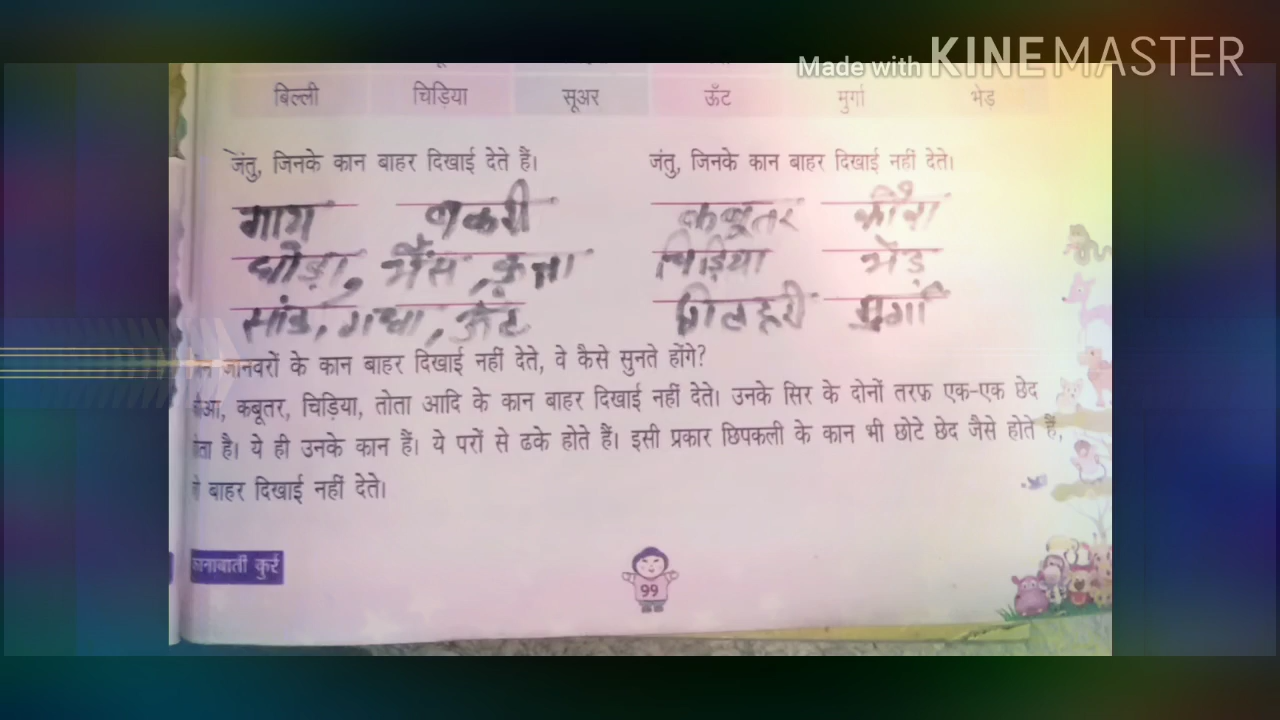 Made with KINEMASTER
बिल्ली चिड़िया सूअर ऊँट मुर्गा भेड़
जंतु, जिनके कान बाहर दिखाई देते हैं। जंतु, जिनके कान बाहर दिखाई नहीं देते।
गाय बकरी कबूतर कौवा
घोड़ा, भैंस, कुत्ता चिड़िया भेड़
सांड, गधा, ऊंट गिलहरी मुर्गा
जानवरों के कान बाहर दिखाई नहीं देते, वे कैसे सुनते होंगे?
कबूतर, चिड़िया, तोता आदि के कान बाहर दिखाई नहीं देते। उनके सिर के दोनों तरफ़ एक-एक छेद
है। ये ही उनके कान हैं। ये परों से ढके होते हैं। इसी प्रकार छिपकली के कान भी छोटे छेद जैसे होते हैं,
बाहर दिखाई नहीं देते।
कानाबाती कुर्र
99